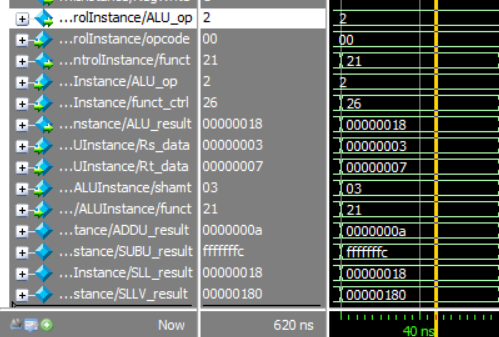 ...rolInstance/ALU_op 2 2
...rolInstance/opcode 00 00
...ntrolInstance/funct 21 21
...Instance/ALU_op 2 2
...Instance/funct_ctrl 26 26
...nstance/ALU_result 00000018 00000018
...UInstance/Rs_data 00000003 00000003
...UInstance/Rt_data 00000007 00000007
...ALUInstance/shamt 03 03
.../ALUInstance/funct 21 21
...tance/ADDU_result 0000000a 0000000a
...stance/SUBU_result fffffffc fffffffc
...Instance/SLL_result 00000018 00000018
...stance/SLLV_result 00000180 00000180
Now 620 ns 40 ns